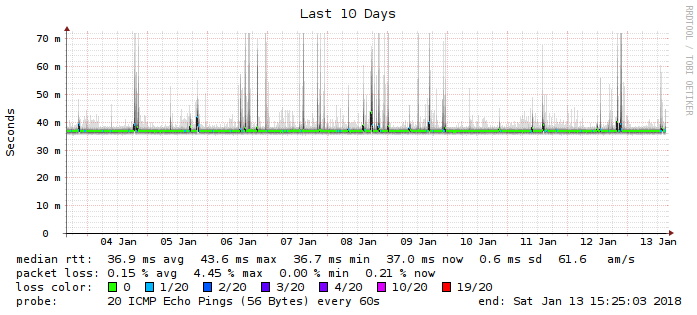 Last 10 Days
RRDTOOL / TOBI OETIKER
Seconds
70 m
60 m
50 m
40 m
30 m
20 m
10 m
0
04 Jan 05 Jan 06 Jan 07 Jan 08 Jan 09 Jan 10 Jan 11 Jan 12 Jan 13 Jan
median rtt: 36.9 ms avg 43.6 ms max 36.7 ms min 37.0 ms now 0.6 ms sd 61.6 am/s
packet loss: 0.15 % avg 4.45 % max 0.00 % min 0.21 % now
loss color: 0 1/20 2/20 3/20 4/20 10/20 19/20
probe: 20 ICMP Echo Pings (56 Bytes) every 60s end: Sat Jan 13 15:25:03 2018